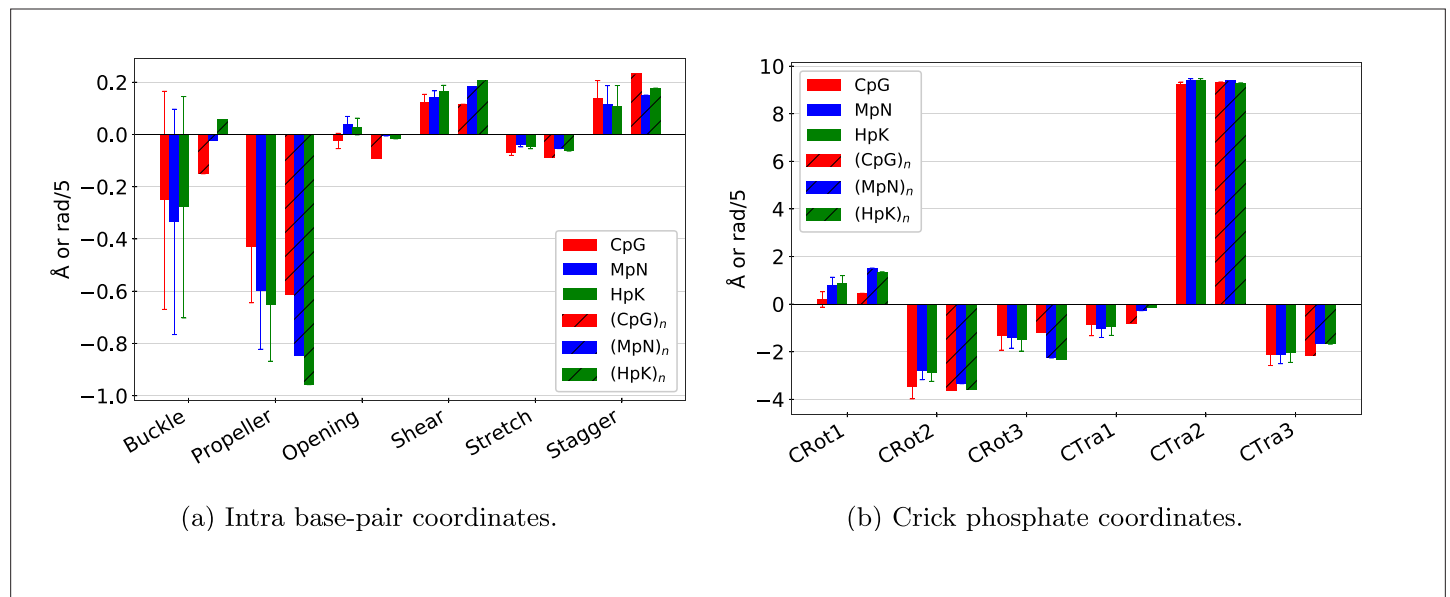 0.2
0.0
−0.2
−0.4
−0.6
−0.8
−1.0
Å or rad/5
CpG
MpN
HpK
(CpG)n
(MpN)n
(HpK)n
Buckle
Propeller
Opening
Shear
Stretch
Stagger
(a) Intra base-pair coordinates.
10
8
6
4
2
0
−2
−4
Å or rad/5
CpG
MpN
HpK
(CpG)n
(MpN)n
(HpK)n
CRot1
CRot2
CRot3
CTra1
CTra2
CTra3
(b) Crick phosphate coordinates.